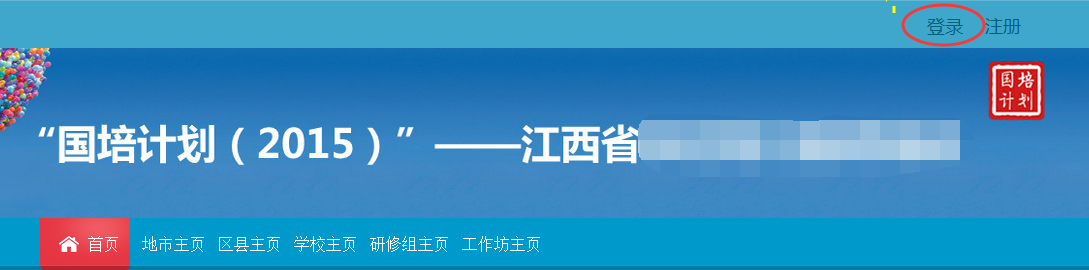 登录 注册
国培
计划
“国培计划（2015）”——江西省
首页 地市主页 区县主页 学校主页 研修组主页 工作坊主页